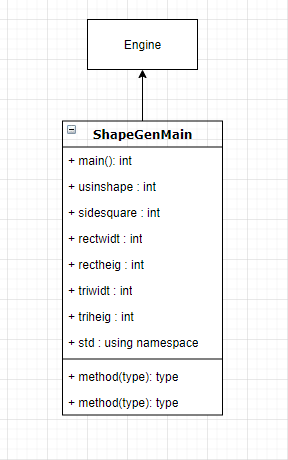 Engine
ShapeGenMain
+ main(): int
+ usinshape : int
+ sidesquare : int
+ rectwidt : int
+ rectheig : int
+ triwidt : int
+ triheig : int
+ std : using namespace
+ method(type): type
+ method(type): type